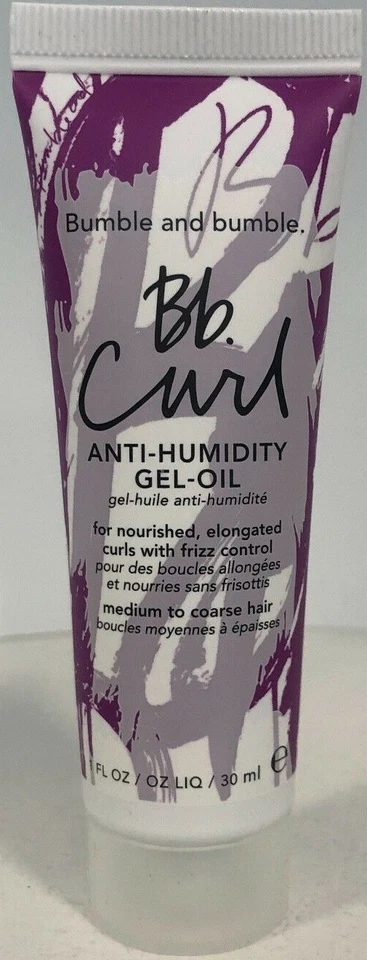 Bumble and bumble.
Bb.
Curl
ANTI-HUMIDITY
GEL-OIL
gel-huile anti-humidité
for nourished, elongated
curls with frizz control
pour des boucles allongées
et nourries sans frisottis
medium to coarse hair
boucles moyennes à épaisses
1 FL OZ / OZ LIQ / 30 ml e